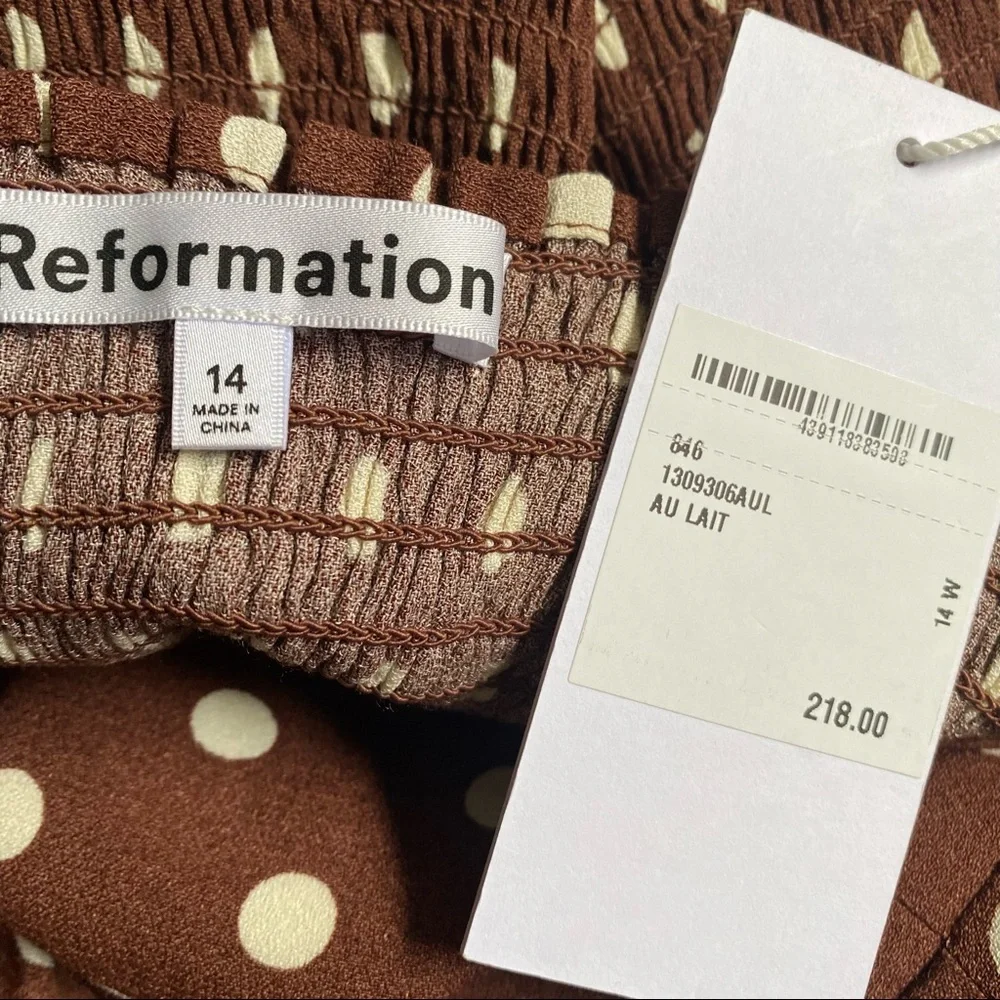 Reformation
14
MADE IN
CHINA
439118383598
846
1309306AUL
AU LAIT
14 W
218.00